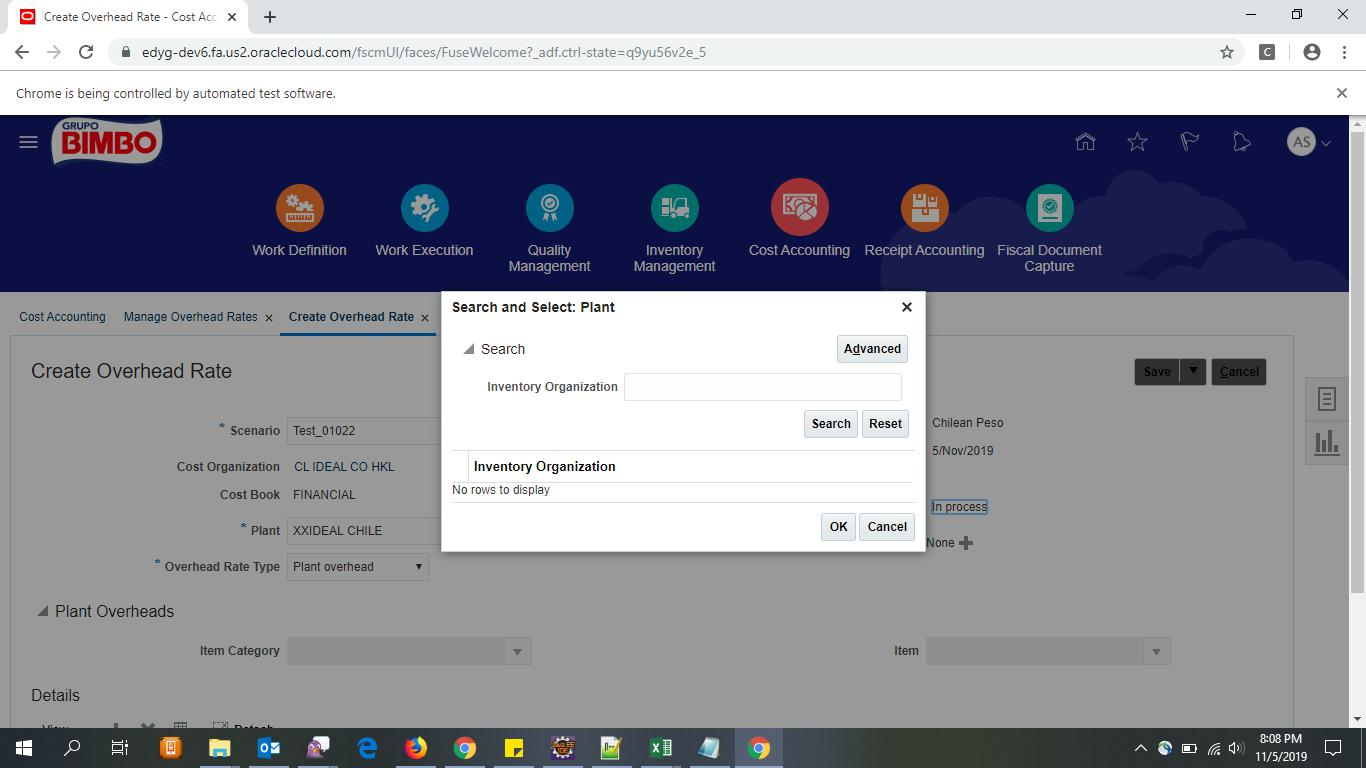 Create Overhead Rate - Cost Acc
edyg-dev6.fa.us2.oraclecloud.com/fscmUI/faces/FuseWelcome?_adf.ctrl-state=q9yu56v2e_5
C
Chrome is being controlled by automated test software.
GRUPO
BIMBO
AS
Work Definition
Work Execution
Quality
Management
Inventory
Management
Cost Accounting
Receipt Accounting
Fiscal Document
Capture
Cost Accounting
Manage Overhead Rates
Create Overhead Rate
Create Overhead Rate
Save
Cancel
* Scenario Test_01022
Cost Organization CL IDEAL CO HKL
Cost Book FINANCIAL
* Plant XXIDEAL CHILE
* Overhead Rate Type Plant overhead
Chilean Peso
5/Nov/2019
In process
None
Search and Select: Plant
Search
Advanced
Inventory Organization
Search
Reset
Inventory Organization
No rows to display
OK
Cancel
Plant Overheads
Item Category
Item
Details
View
Detach
8:08 PM
11/5/2019